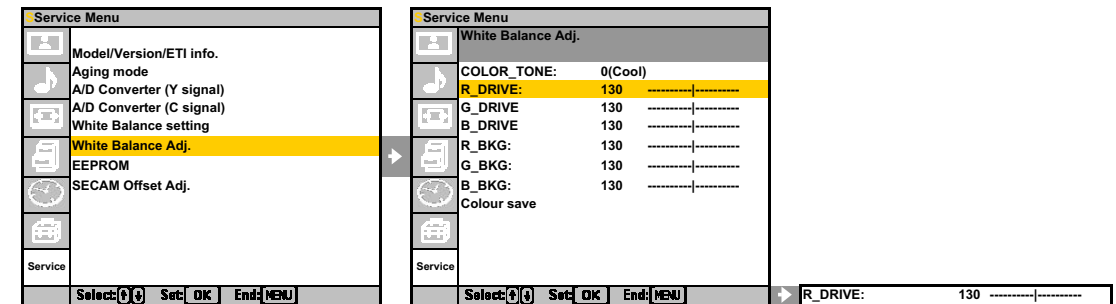 Service Menu
Model/Version/ETI info.
Aging mode
A/D Converter (Y signal)
A/D Converter (C signal)
White Balance setting
White Balance Adj.
EEPROM
SECAM Offset Adj.
Service
Select: Set: OK End: MENU
Service Menu
White Balance Adj.
COLOR_TONE: 0(Cool)
R_DRIVE: 130 ----------|----------
G_DRIVE 130 ----------|----------
B_DRIVE 130 ----------|----------
R_BKG: 130 ----------|----------
G_BKG: 130 ----------|----------
B_BKG: 130 ----------|----------
Colour save
Service
Select: Set: OK End: MENU
R_DRIVE: 130 ----------|----------